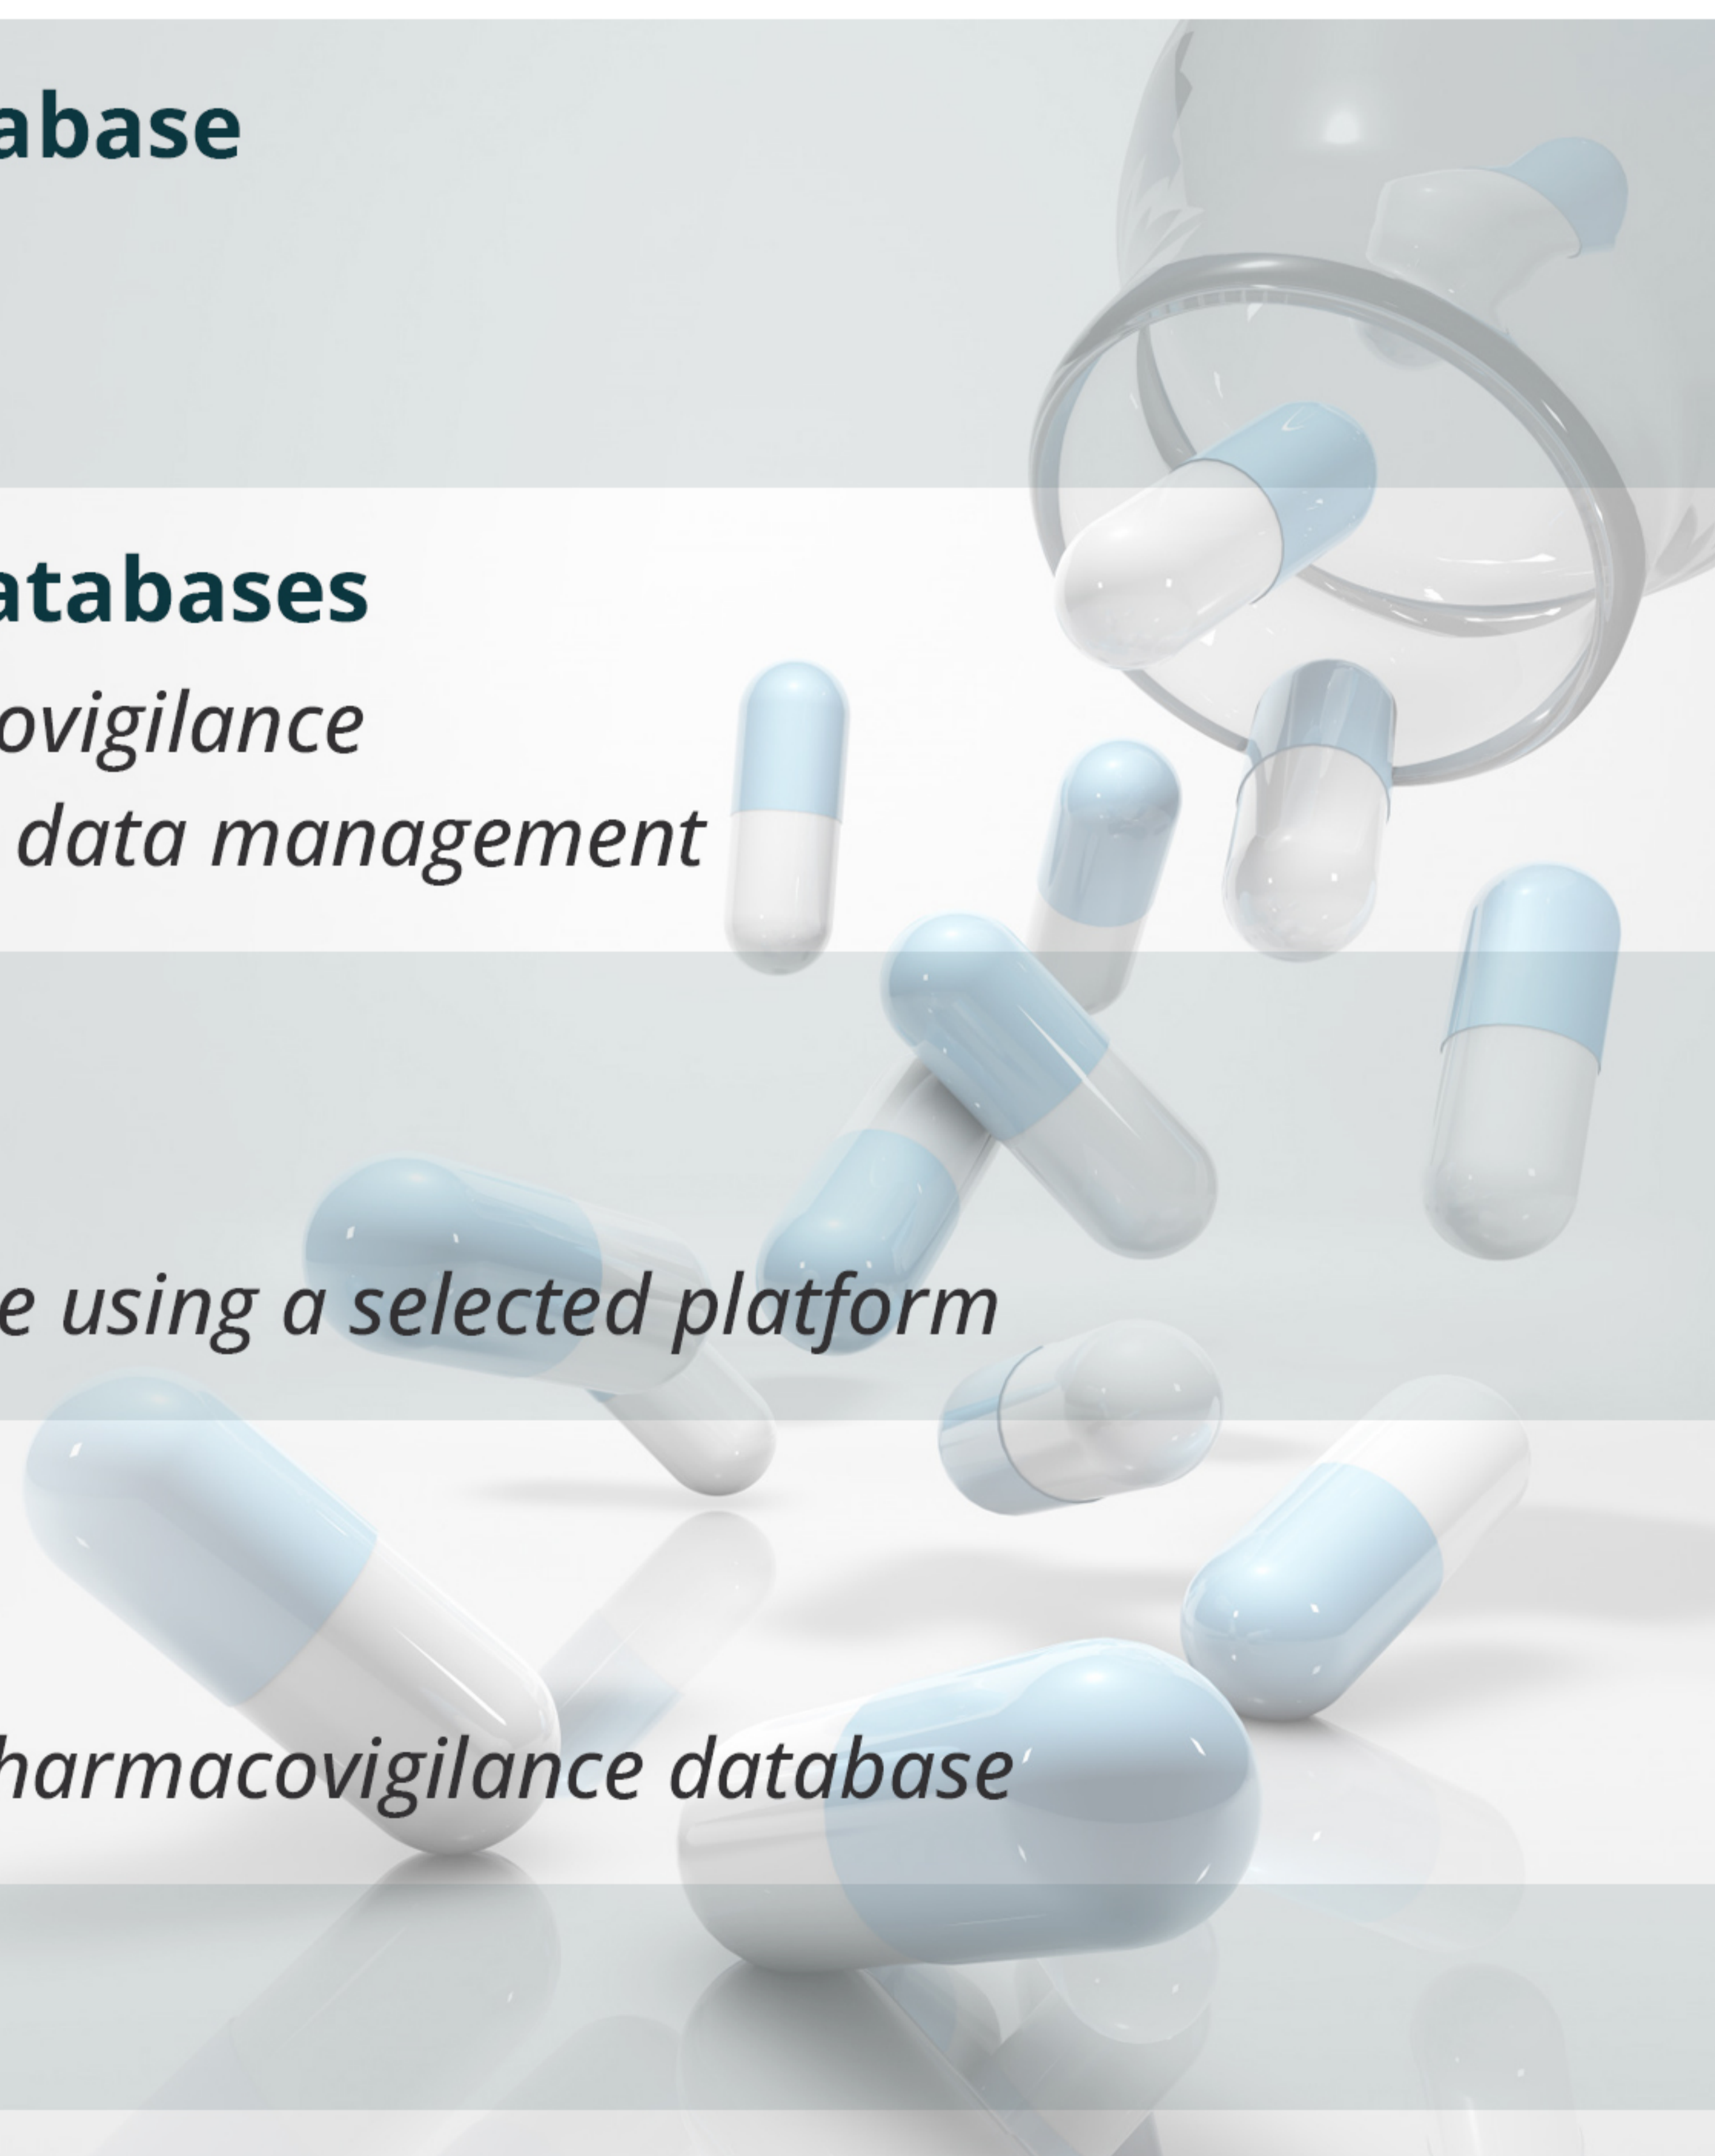 abase
atabases
ovigilance
data management
e using a selected platform
harmacovigilance database